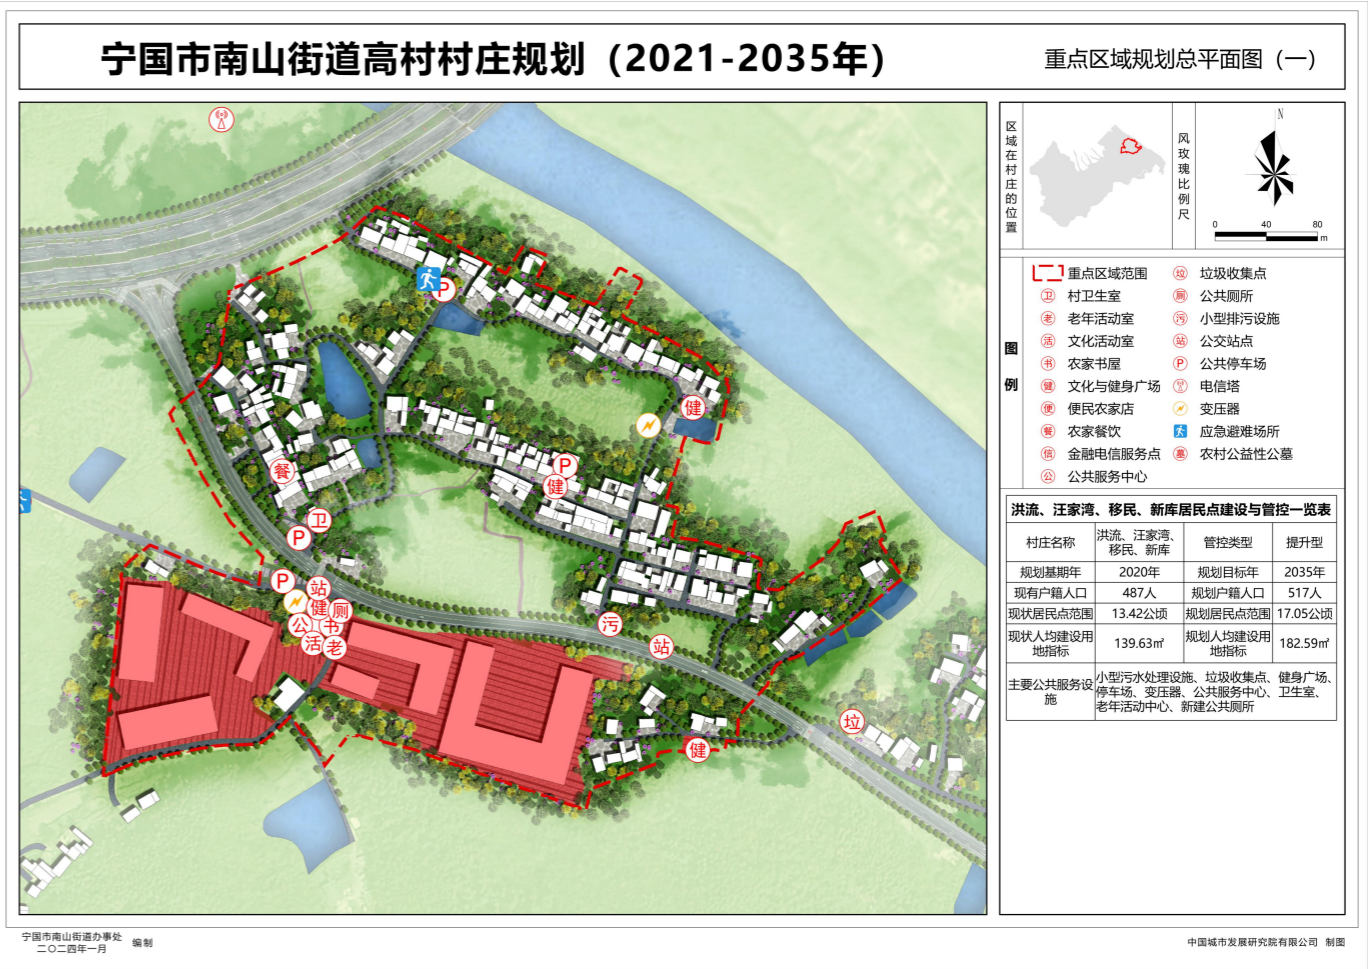 宁国市南山街道高村村庄规划（2021-2035年）
重点区域规划总平面图（一）
区域在村庄的位置
风玫瑰比例尺
N
0 40 80
m
图例
重点区域范围
卫 村卫生室
老 老年活动室
活 文化活动室
书 农家书屋
健 文化与健身广场
便 便民农家店
餐 农家餐饮
信 金融电信服务点
公 公共服务中心
垃 垃圾收集点
厕 公共厕所
污 小型排污设施
站 公交站点
P 公共停车场
电信塔
变压器
应急避难场所
墓 农村公益性公墓
洪流、汪家湾、移民、新库居民点建设与管控一览表
村庄名称 洪流、汪家湾、移民、新库 管控类型 提升型
规划基期年 2020年 规划目标年 2035年
现有户籍人口 487人 规划户籍人口 517人
现状居民点范围 13.42公顷 规划居民点范围 17.05公顷
现状人均建设用地指标 139.63㎡ 规划人均建设用地指标 182.59㎡
主要公共服务设施 小型污水处理设施、垃圾收集点、健身广场、
停车场、变压器、公共服务中心、卫生室、
老年活动中心、新建公共厕所
P
健
P
健
餐
卫
P
P
站
健
厕
公
书
活
老
污
站
垃
健
宁国市南山街道办事处
二〇二四年一月
编制
中国城市发展研究院有限公司 制图